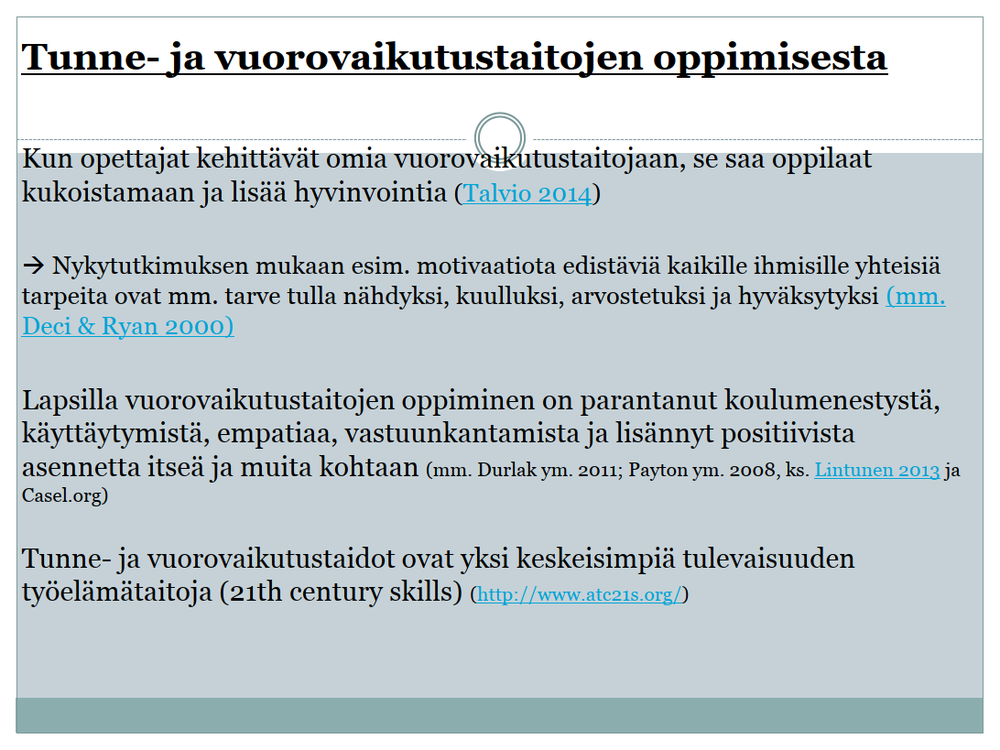 Tunne- ja vuorovaikutustaitojen oppimisesta
Kun opettajat kehittävät omia vuorovaikutustaitojaan, se saa oppilaat
kukoistamaan ja lisää hyvinvointia (Talvio 2014)
→ Nykytutkimuksen mukaan esim. motivaatiota edistäviä kaikille ihmisille yhteisiä
tarpeita ovat mm. tarve tulla nähdyksi, kuulluksi, arvostetuksi ja hyväksytyksi (mm.
Deci & Ryan 2000)
Lapsilla vuorovaikutustaitojen oppiminen on parantanut koulumenestystä,
käyttäytymistä, empatiaa, vastuunkantamista ja lisännyt positiivista
asennetta itseä ja muita kohtaan (mm. Durlak ym. 2011; Payton ym. 2008, ks. Lintunen 2013 ja
Casel.org)
Tunne- ja vuorovaikutustaidot ovat yksi keskeisimpiä tulevaisuuden
työelämätaitoja (21th century skills) (http://www.atc21s.org/)